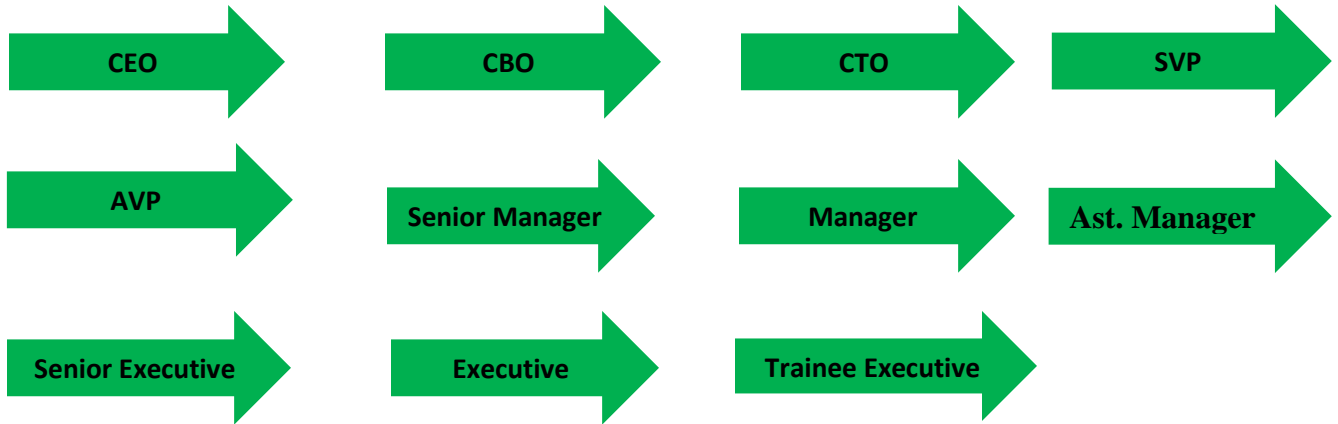 CEO
CBO
CTO
SVP
AVP
Senior Manager
Manager
Ast. Manager
Senior Executive
Executive
Trainee Executive